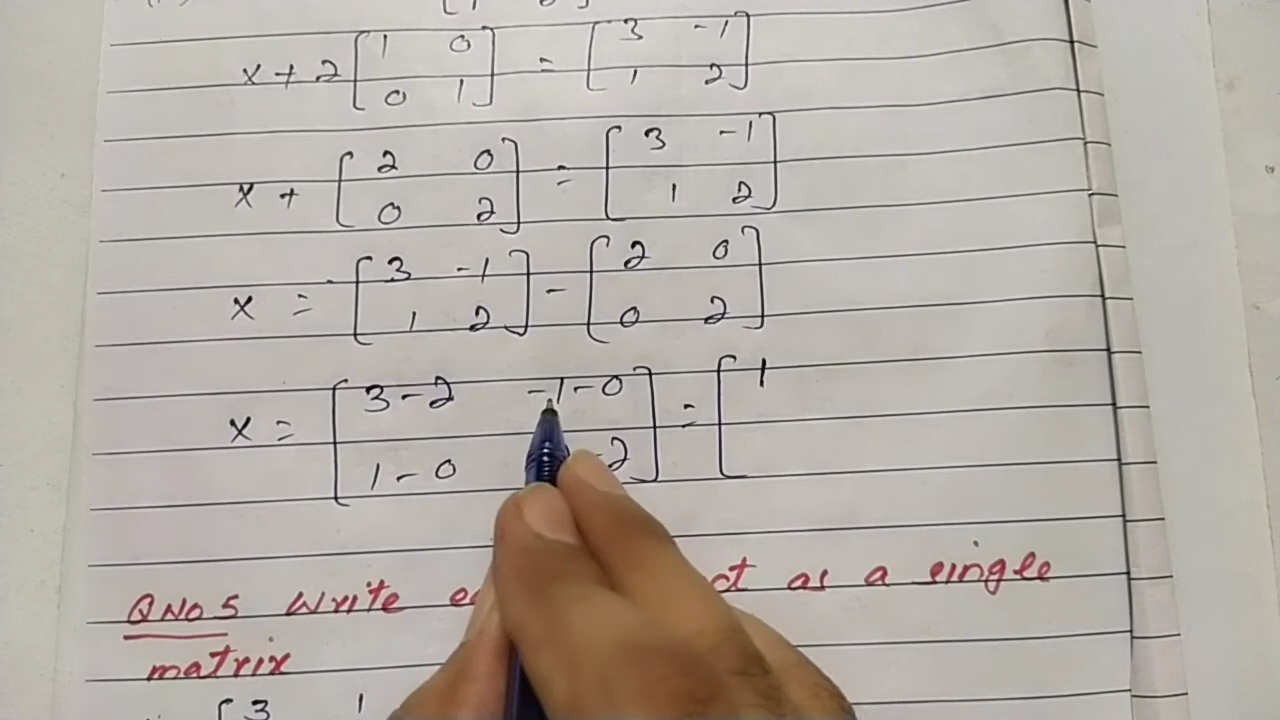 x + 2 [ 1 0 ] = [ 3 -1 ]
[ 0 1 ] [ 1 2 ]
x + [ 2 0 ] = [ 3 -1 ]
[ 0 2 ] [ 1 2 ]
x = [ 3 -1 ] - [ 2 0 ]
[ 1 2 ] [ 0 2 ]
x = [ 3-2 -1-0 ] = [ 1
[ 1-0 -2 ]
QNO5 Write as a single
matrix
[ 3 1